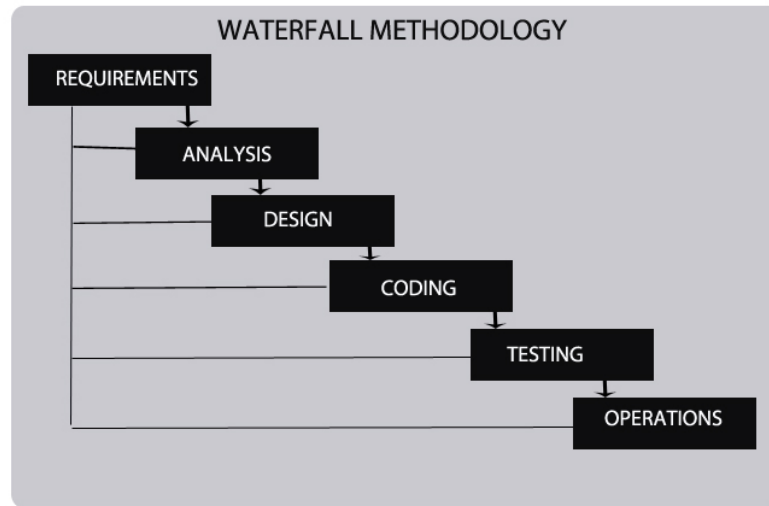 WATERFALL METHODOLOGY
REQUIREMENTS
ANALYSIS
DESIGN
CODING
TESTING
OPERATIONS